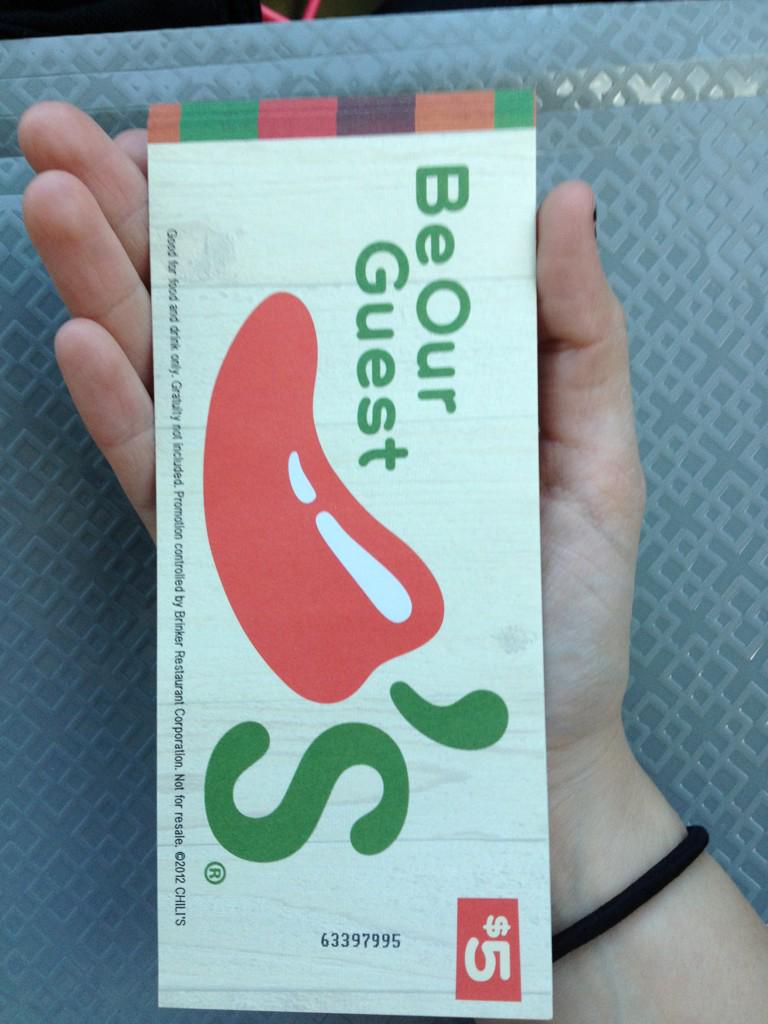 Be Our
Guest
's®
Good for food and drink only. Gratuity not included. Promotion controlled by Brinker Restaurant Corporation. Not for resale. ©2012 CHILI'S
63397995
$5